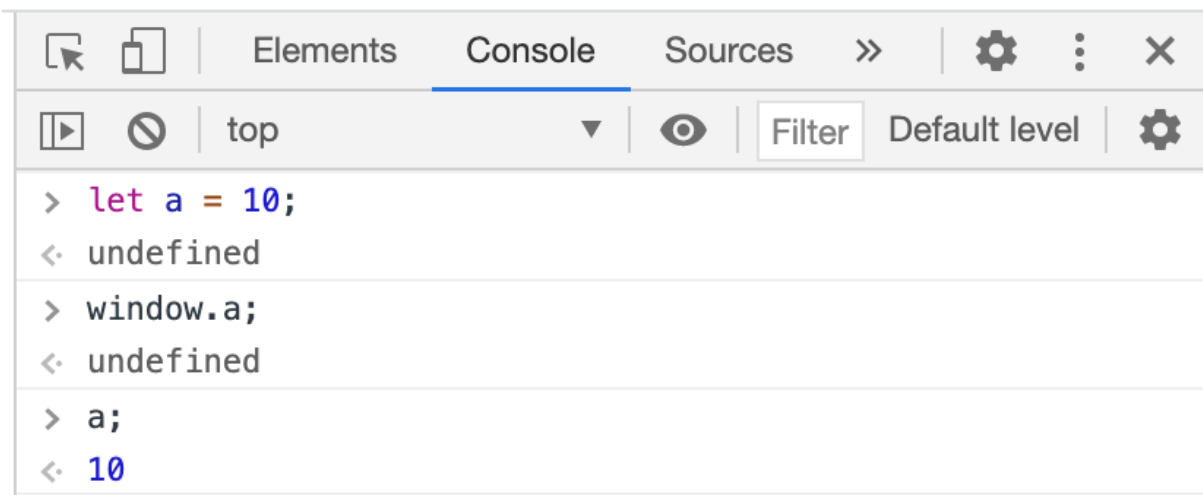 Elements Console Sources »
top ▼ Filter Default level
> let a = 10;
<· undefined
> window.a;
<· undefined
> a;
<· 10